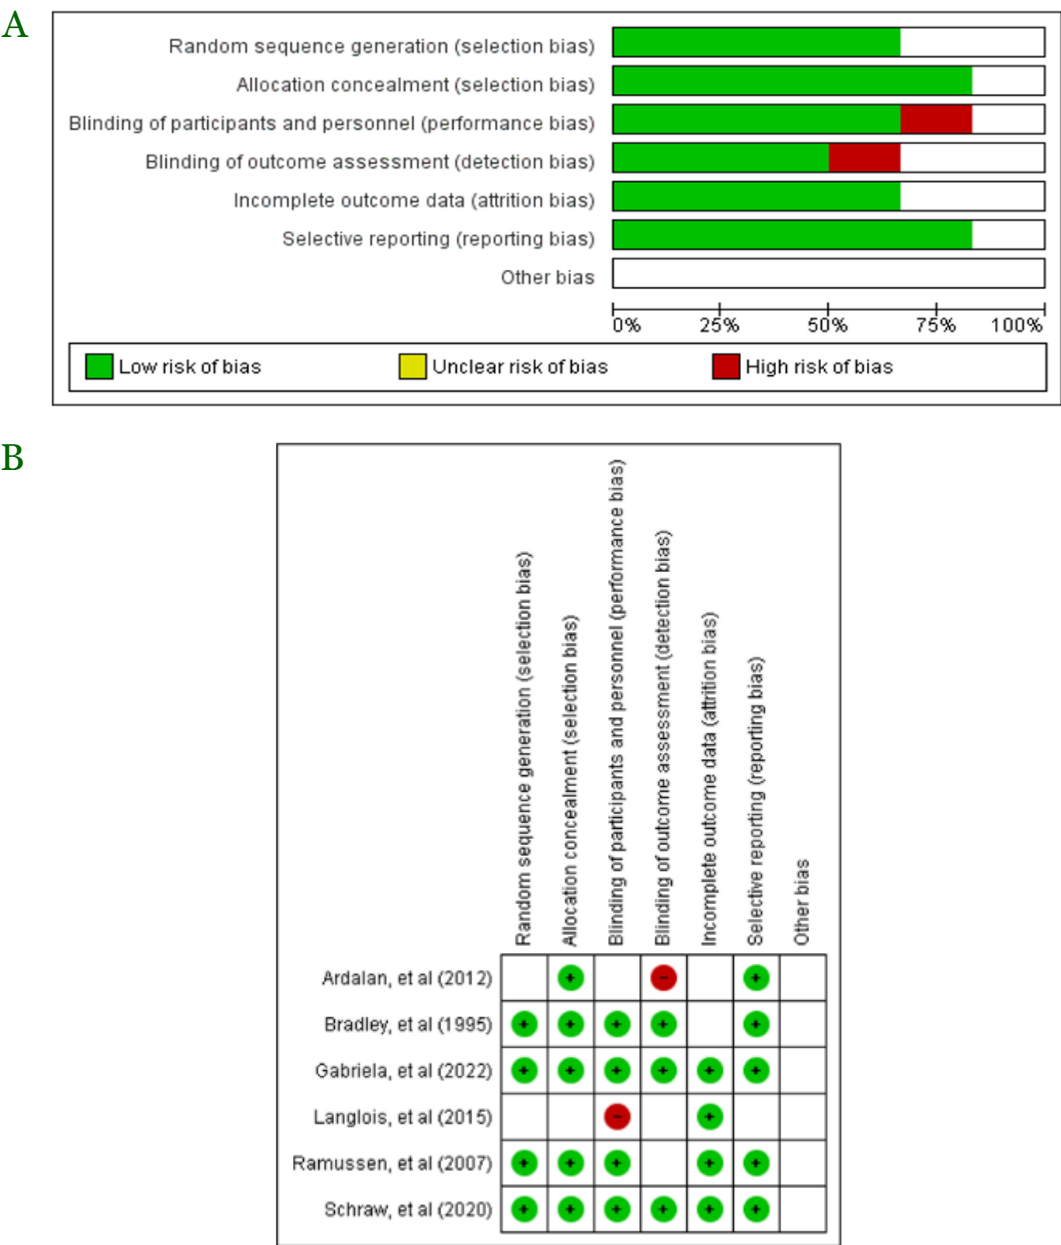 A
Random sequence generation (selection bias)
Allocation concealment (selection bias)
Blinding of participants and personnel (performance bias)
Blinding of outcome assessment (detection bias)
Incomplete outcome data (attrition bias)
Selective reporting (reporting bias)
Other bias
0% 25% 50% 75% 100%
Low risk of bias Unclear risk of bias High risk of bias
B
Random sequence generation (selection bias)
Allocation concealment (selection bias)
Blinding of participants and personnel (performance bias)
Blinding of outcome assessment (detection bias)
Incomplete outcome data (attrition bias)
Selective reporting (reporting bias)
Other bias
Ardalan, et al (2012) + - +
Bradley, et al (1995) + + + + +
Gabriela, et al (2022) + + + + + +
Langlois, et al (2015) - +
Ramussen, et al (2007) + + + + +
Schraw, et al (2020) + + + + + +